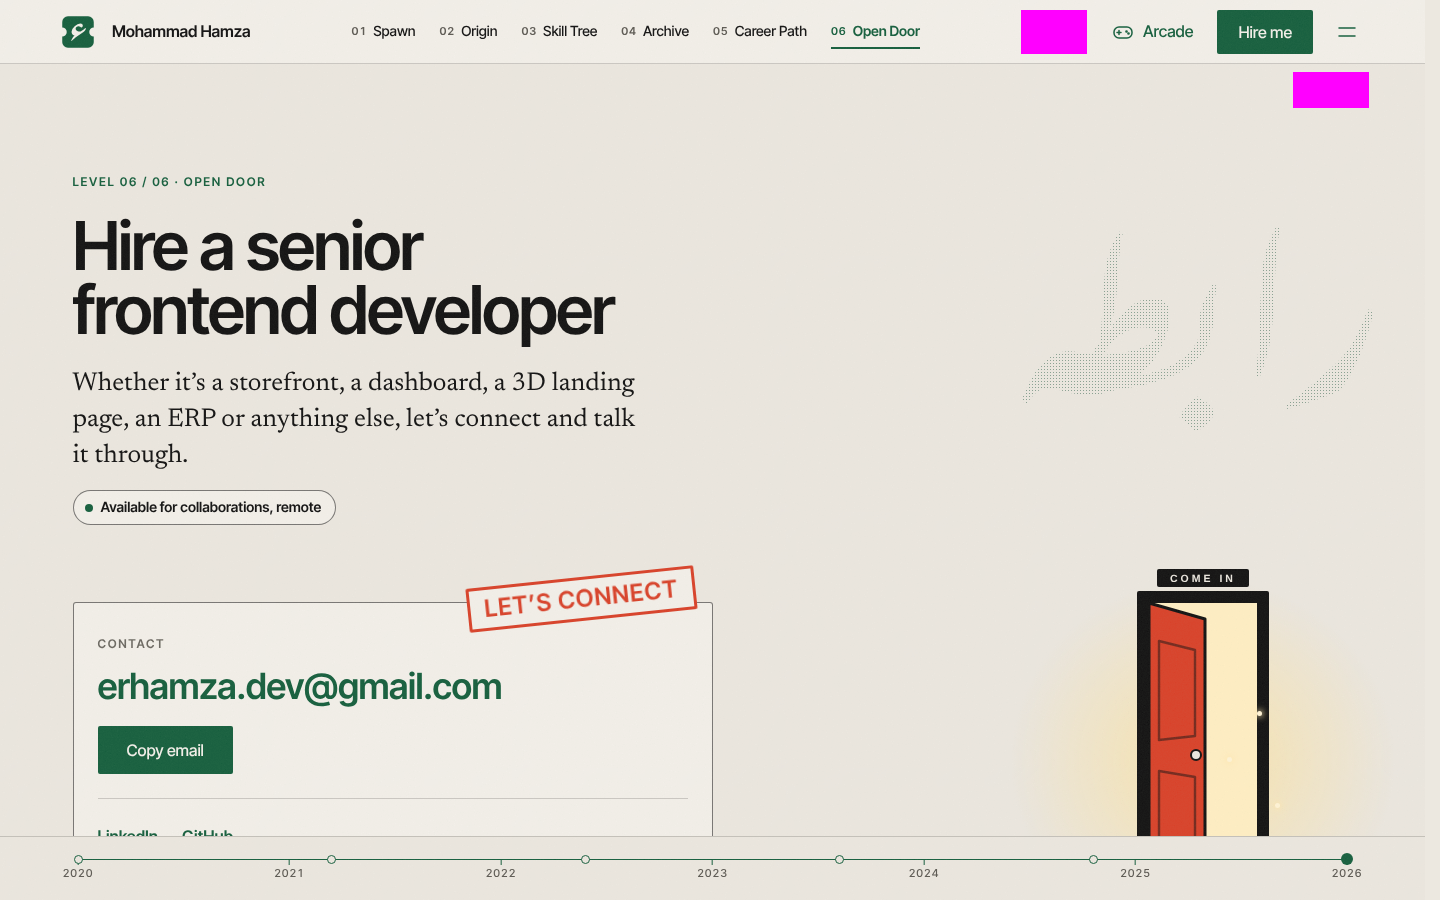 Mohammad Hamza
01 Spawn
02 Origin
03 Skill Tree
04 Archive
05 Career Path
06 Open Door
Arcade
Hire me
LEVEL 06 / 06 · OPEN DOOR
Hire a senior
frontend developer
رابط
Whether it’s a storefront, a dashboard, a 3D landing
page, an ERP or anything else, let’s connect and talk
it through.
Available for collaborations, remote
LET’S CONNECT
COME IN
CONTACT
erhamza.dev@gmail.com
Copy email
LinkedIn GitHub
2020 2021 2022 2023 2024 2025 2026